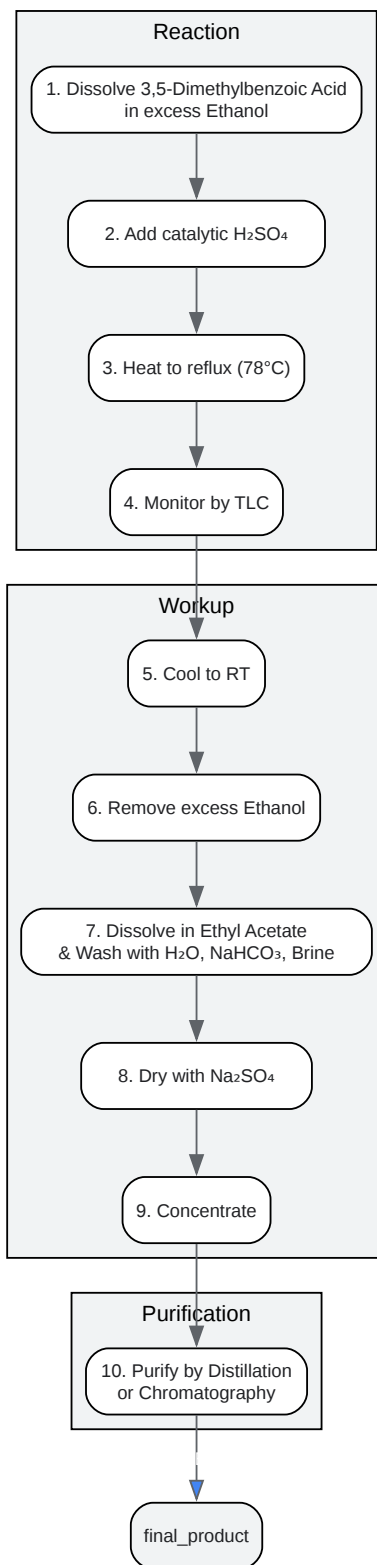 Reaction
1. Dissolve 3,5-Dimethylbenzoic Acid
in excess Ethanol
2. Add catalytic H₂SO₄
3. Heat to reflux (78°C)
4. Monitor by TLC
Workup
5. Cool to RT
6. Remove excess Ethanol
7. Dissolve in Ethyl Acetate
& Wash with H₂O, NaHCO₃, Brine
8. Dry with Na₂SO₄
9. Concentrate
Purification
10. Purify by Distillation
or Chromatography
final_product